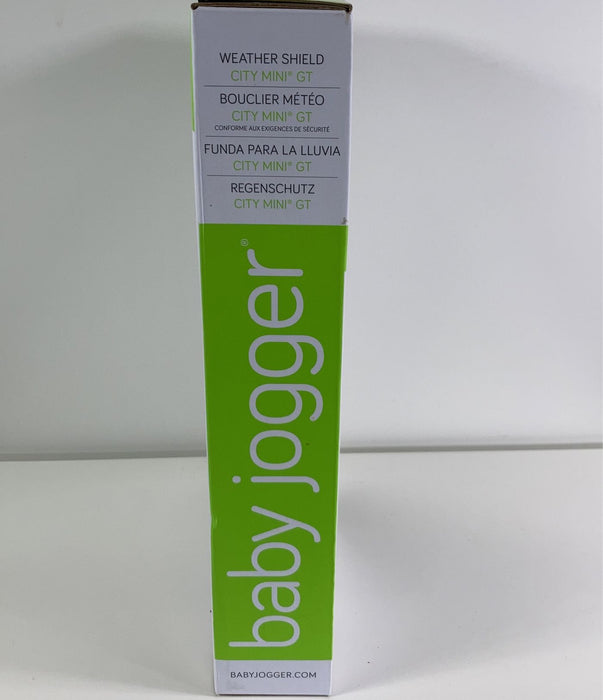 WEATHER SHIELD
CITY MINI® GT
BOUCLIER MÉTÉO
CITY MINI® GT
CONFORME AUX EXIGENCES DE SÉCURITÉ
FUNDA PARA LA LLUVIA
CITY MINI® GT
REGENSCHUTZ
CITY MINI® GT
baby jogger®
BABYJOGGER.COM